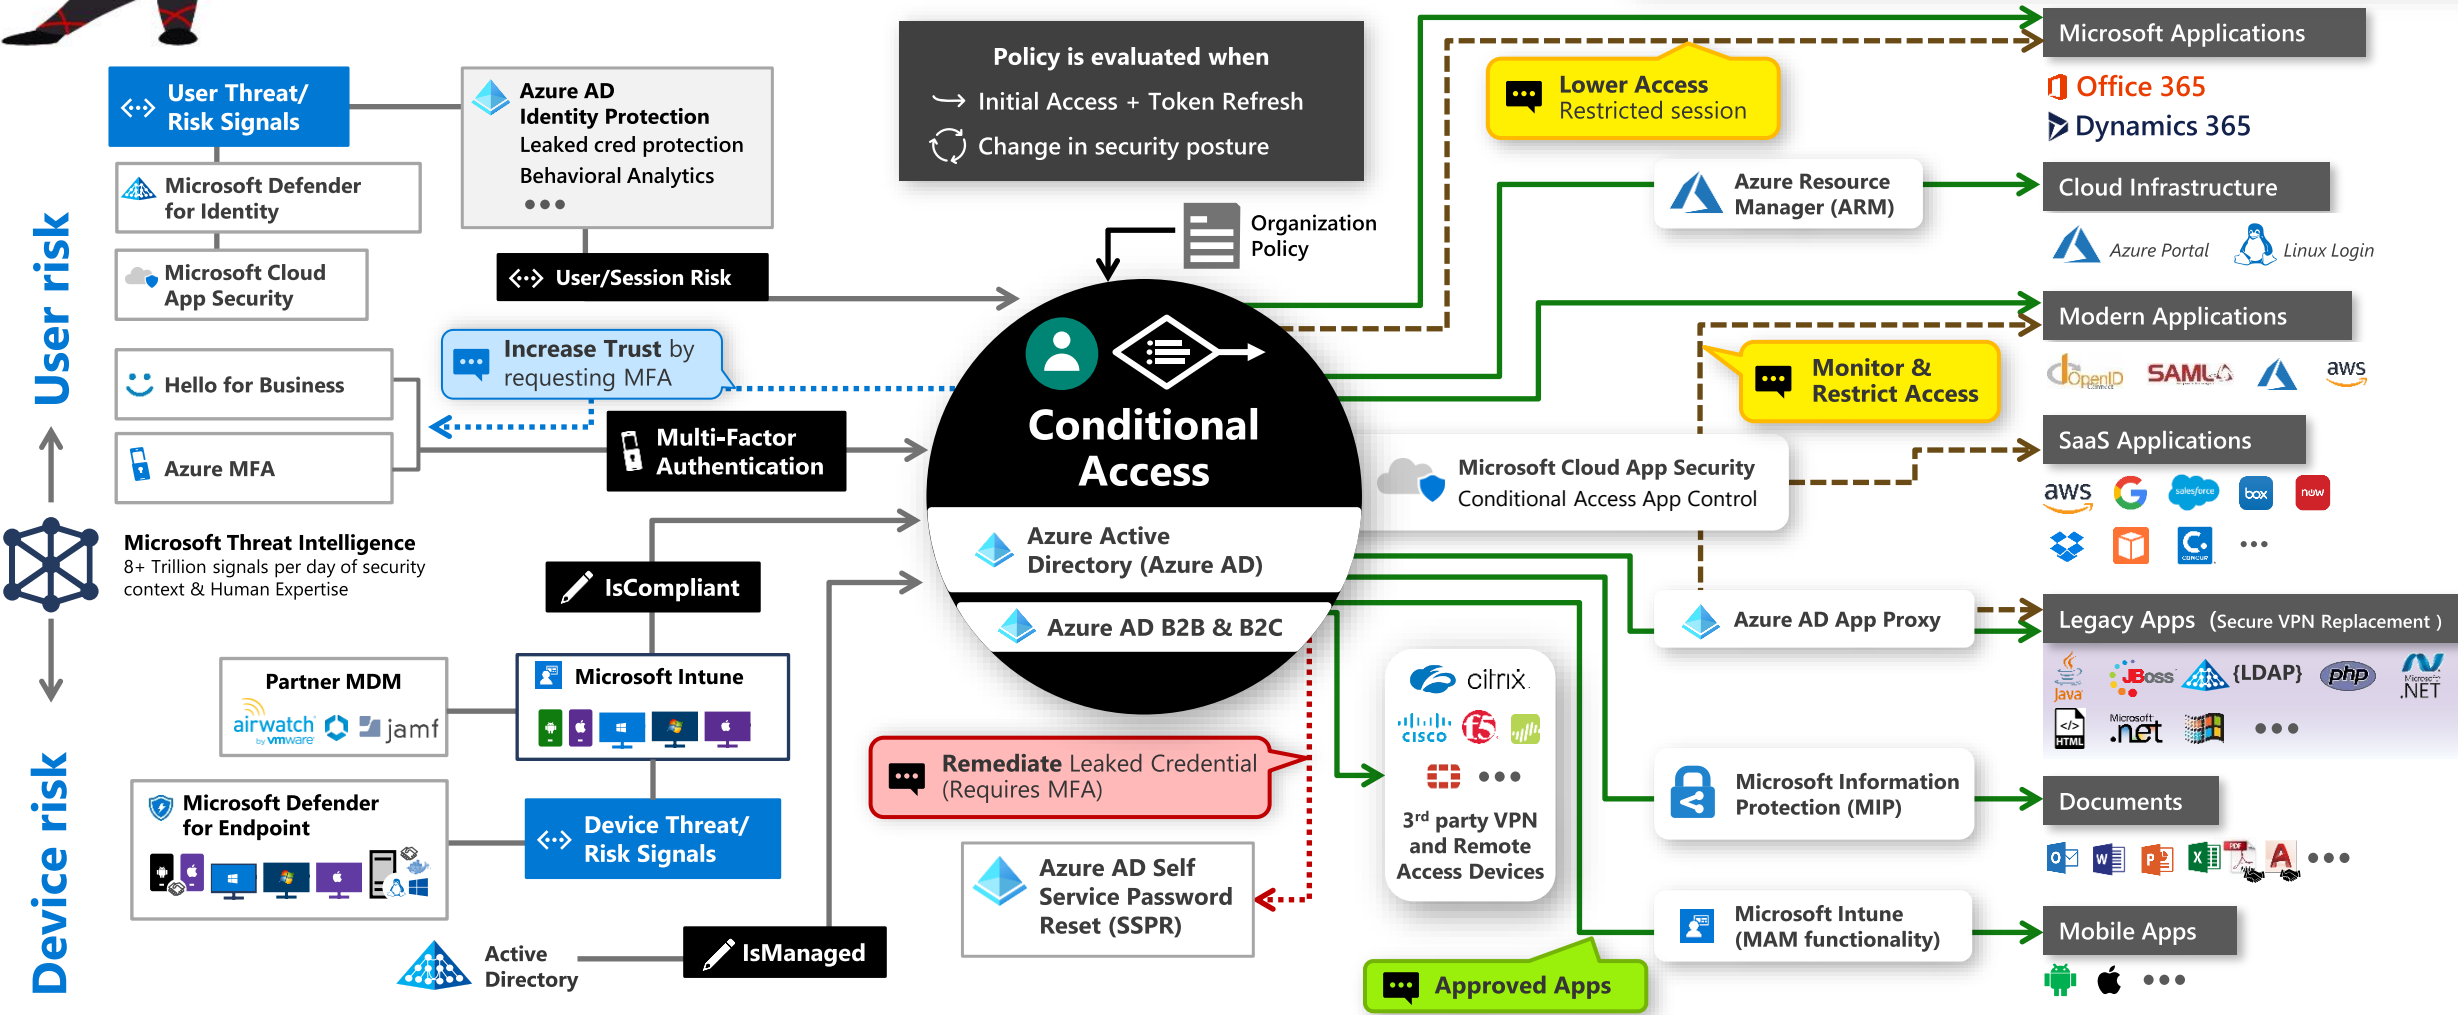 User risk
Device risk
User Threat/
Risk Signals
Microsoft Defender
for Identity
Microsoft Cloud
App Security
Azure AD
Identity Protection
Leaked cred protection
Behavioral Analytics
User/Session Risk
Hello for Business
Azure MFA
Increase Trust by
requesting MFA
Multi-Factor
Authentication
Microsoft Threat Intelligence
8+ Trillion signals per day of security
context & Human Expertise
IsCompliant
Partner MDM
airwatch
by vmware
jamf
Microsoft Intune
Microsoft Defender
for Endpoint
Device Threat/
Risk Signals
Active
Directory
IsManaged
Policy is evaluated when
Initial Access + Token Refresh
Change in security posture
Organization
Policy
Conditional
Access
Azure Active
Directory (Azure AD)
Azure AD B2B & B2C
Remediate Leaked Credential
(Requires MFA)
Azure AD Self
Service Password
Reset (SSPR)
citrix
cisco
f5
3rd party VPN
and Remote
Access Devices
Approved Apps
Lower Access
Restricted session
Azure Resource
Manager (ARM)
Monitor &
Restrict Access
Microsoft Cloud App Security
Conditional Access App Control
Azure AD App Proxy
Microsoft Information
Protection (MIP)
Microsoft Intune
(MAM functionality)
Microsoft Applications
Office 365
Dynamics 365
Cloud Infrastructure
Azure Portal
Linux Login
Modern Applications
OpenID
Connect
SAML
aws
SaaS Applications
aws
salesforce
box
now
CONCUR
Legacy Apps (Secure VPN Replacement )
Java
JBoss
{LDAP}
php
Microsoft
.NET
HTML
Microsoft
.net
Documents
PDF
Mobile Apps